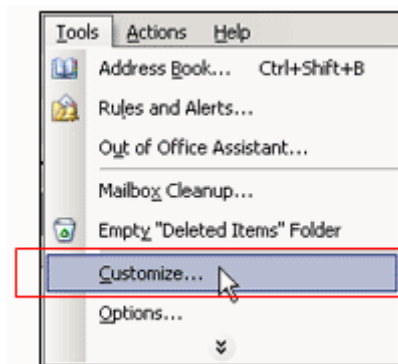 Tools Actions Help
Address Book... Ctrl+Shift+B
Rules and Alerts...
Out of Office Assistant...
Mailbox Cleanup...
Empty "Deleted Items" Folder
Customize...
Options...